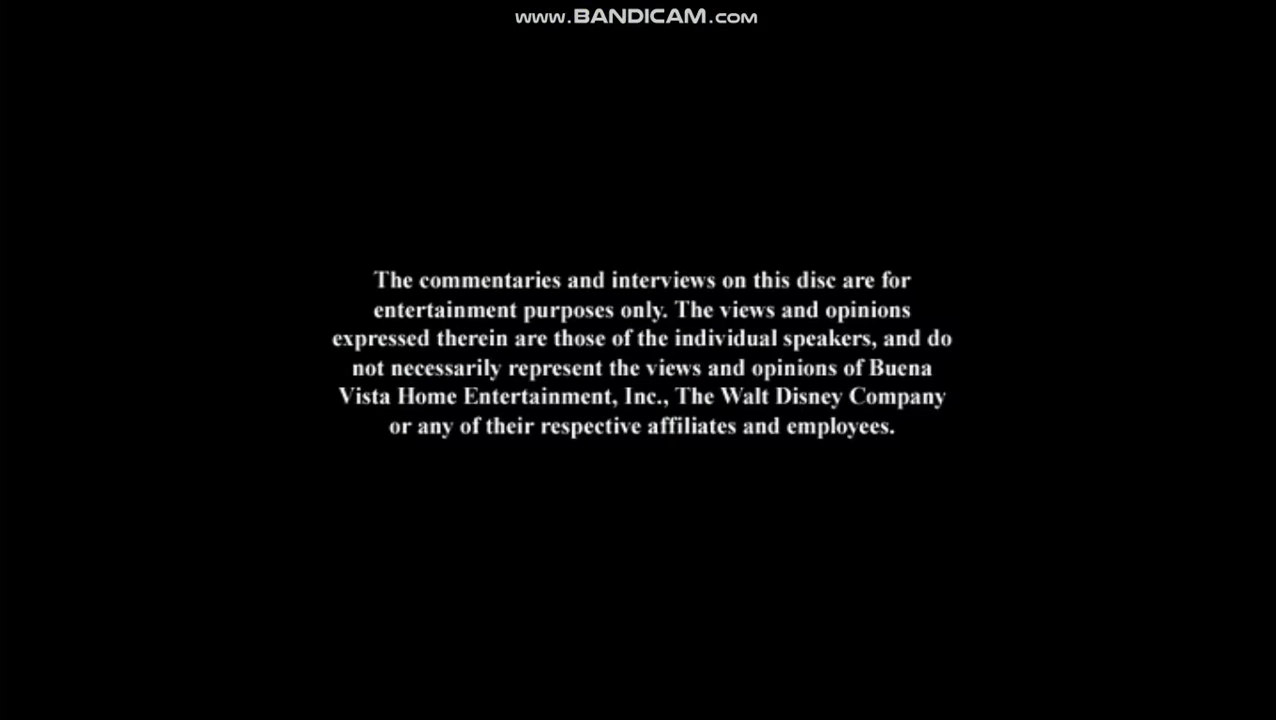 www.BANDICAM.com
The commentaries and interviews on this disc are for
entertainment purposes only. The views and opinions
expressed therein are those of the individual speakers, and do
not necessarily represent the views and opinions of Buena
Vista Home Entertainment, Inc., The Walt Disney Company
or any of their respective affiliates and employees.